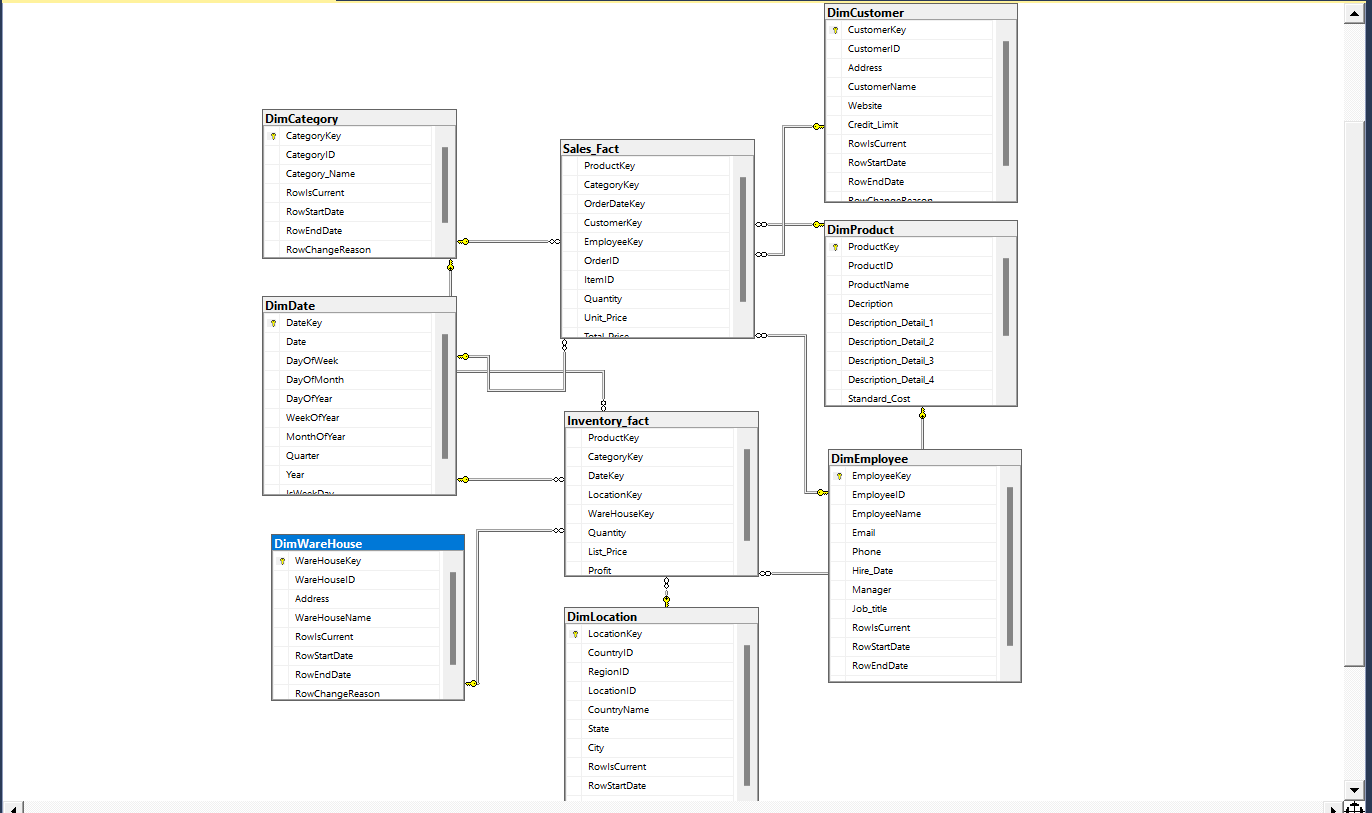 DimCustomer
CustomerKey
CustomerID
Address
CustomerName
Website
Credit_Limit
RowIsCurrent
RowStartDate
RowEndDate
RowChangeReason
DimCategory
CategoryKey
CategoryID
Category_Name
RowIsCurrent
RowStartDate
RowEndDate
RowChangeReason
Sales_Fact
ProductKey
CategoryKey
OrderDateKey
CustomerKey
EmployeeKey
OrderID
ItemID
Quantity
Unit_Price
Total_Price
DimProduct
ProductKey
ProductID
ProductName
Decription
Description_Detail_1
Description_Detail_2
Description_Detail_3
Description_Detail_4
Standard_Cost
DimDate
DateKey
Date
DayOfWeek
DayOfMonth
DayOfYear
WeekOfYear
MonthOfYear
Quarter
Year
IsWeekDay
Inventory_fact
ProductKey
CategoryKey
DateKey
LocationKey
WareHouseKey
Quantity
List_Price
Profit
DimEmployee
EmployeeKey
EmployeeID
EmployeeName
Email
Phone
Hire_Date
Manager
Job_title
RowIsCurrent
RowStartDate
RowEndDate
DimWareHouse
WareHouseKey
WareHouseID
Address
WareHouseName
RowIsCurrent
RowStartDate
RowEndDate
RowChangeReason
DimLocation
LocationKey
CountryID
RegionID
LocationID
CountryName
State
City
RowIsCurrent
RowStartDate